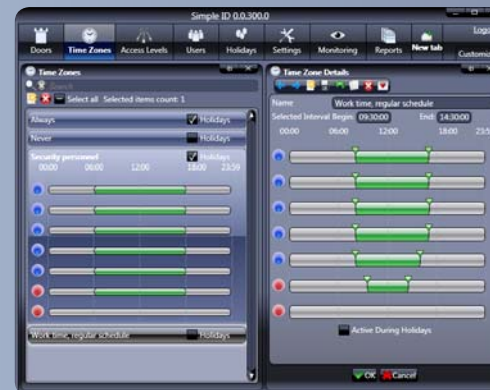 Simple ID 0.0.300.0
Doors Time Zones Access Levels Users Holidays Settings Monitoring Reports New tab
Time Zones
Search
Select all Selected items count: 1
Always Holidays
Never Holidays
Security personnel Holidays
00:00 06:00 12:00 18:00 23:59
Work time, regular schedule Holidays
Time Zone Details
Name Work time, regular schedule
Selected Interval Begin: 09:30:00 End: 14:30:00
00:00 06:00 12:00 18:00
Active During Holidays
OK Cancel